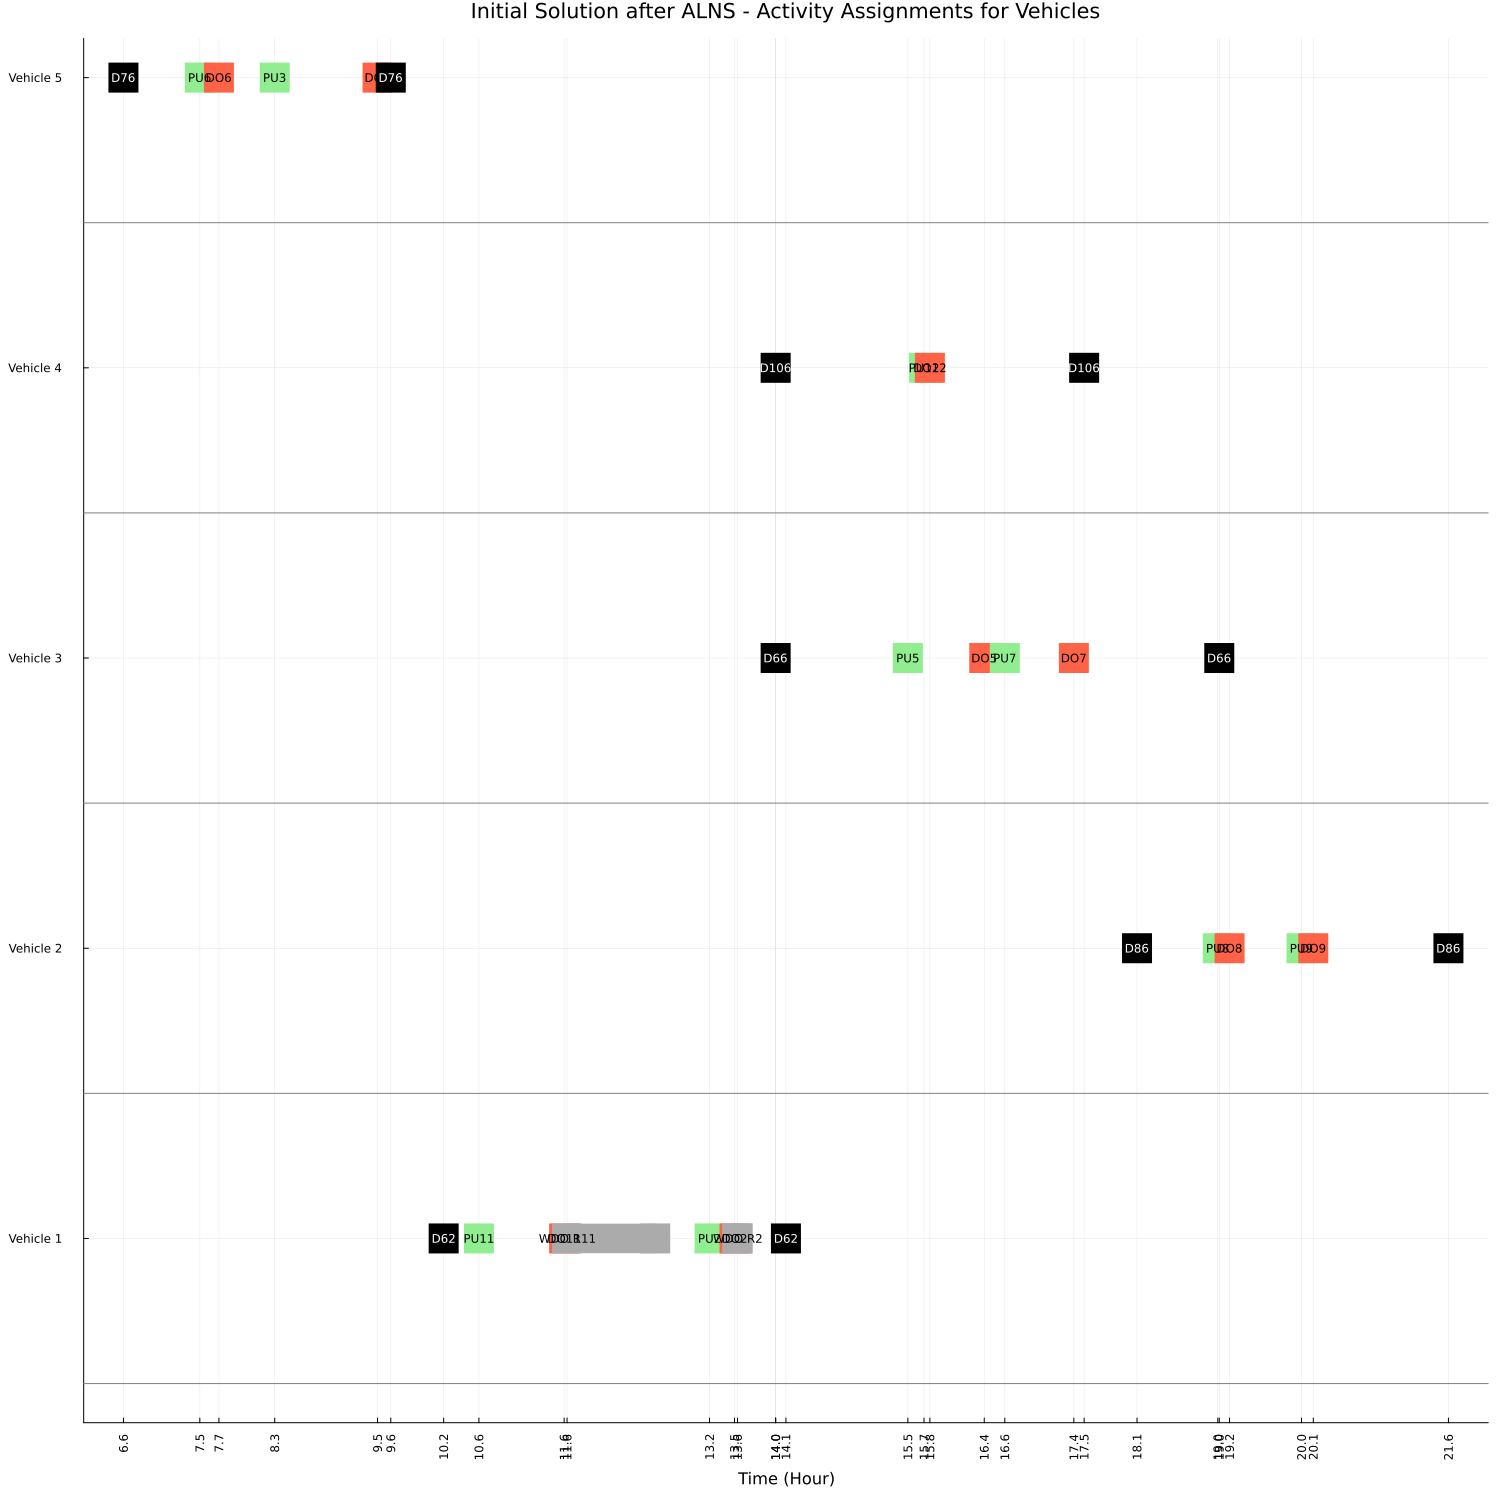 Initial Solution after ALNS - Activity Assignments for Vehicles
Vehicle 5
D76 PU6 DO6 PU3 D76
Vehicle 4
D106 D106
Vehicle 3
D66 PU5 DO5 PU7 DO7 D66
Vehicle 2
D86 PU8 DO8 PU9 DO9 D86
Vehicle 1
D62 PU11 D62
6.6 7.5 7.7 8.3 9.5 9.6 10.2 10.6 13.2 14.0 14.1 15.5 15.8 16.4 16.6 17.4 17.5 18.1 19.0 19.2 20.0 20.1 21.6
Time (Hour)